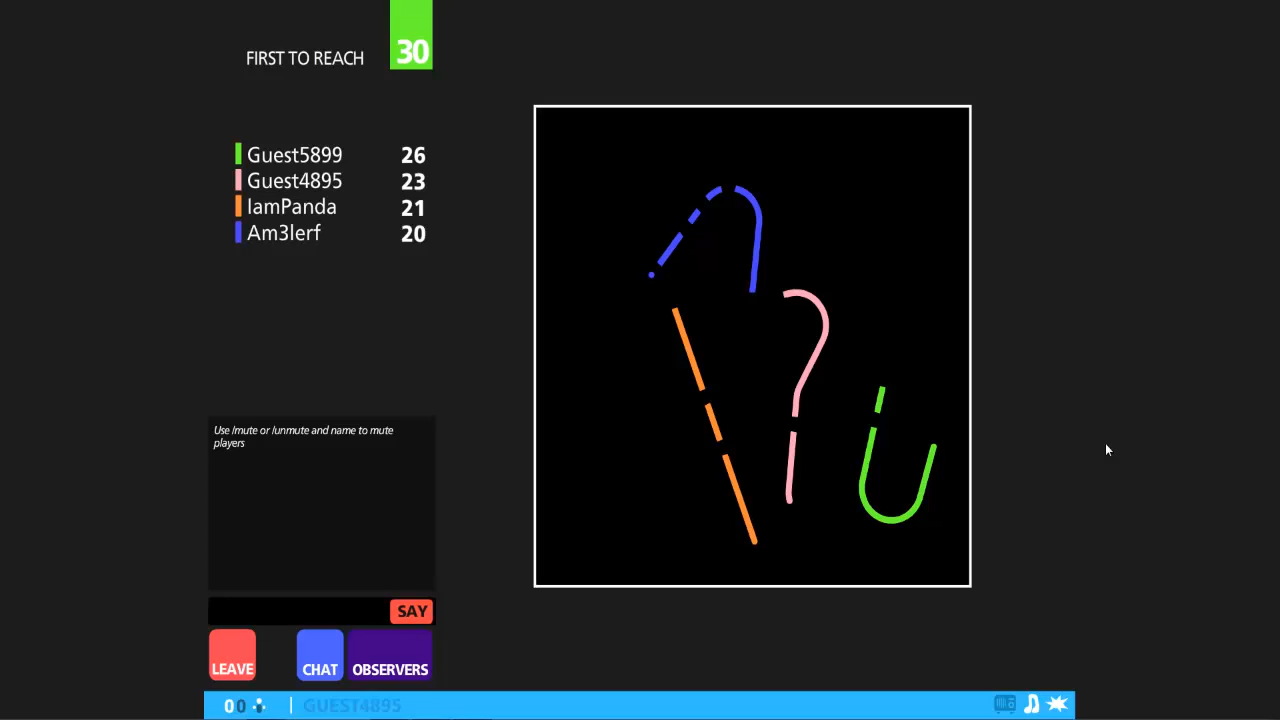 FIRST TO REACH 30
Guest5899 26
Guest4895 23
IamPanda 21
Am3lerf 20
Use /mute or /unmute and name to mute
players
SAY
LEAVE CHAT OBSERVERS
00 | GUEST4895